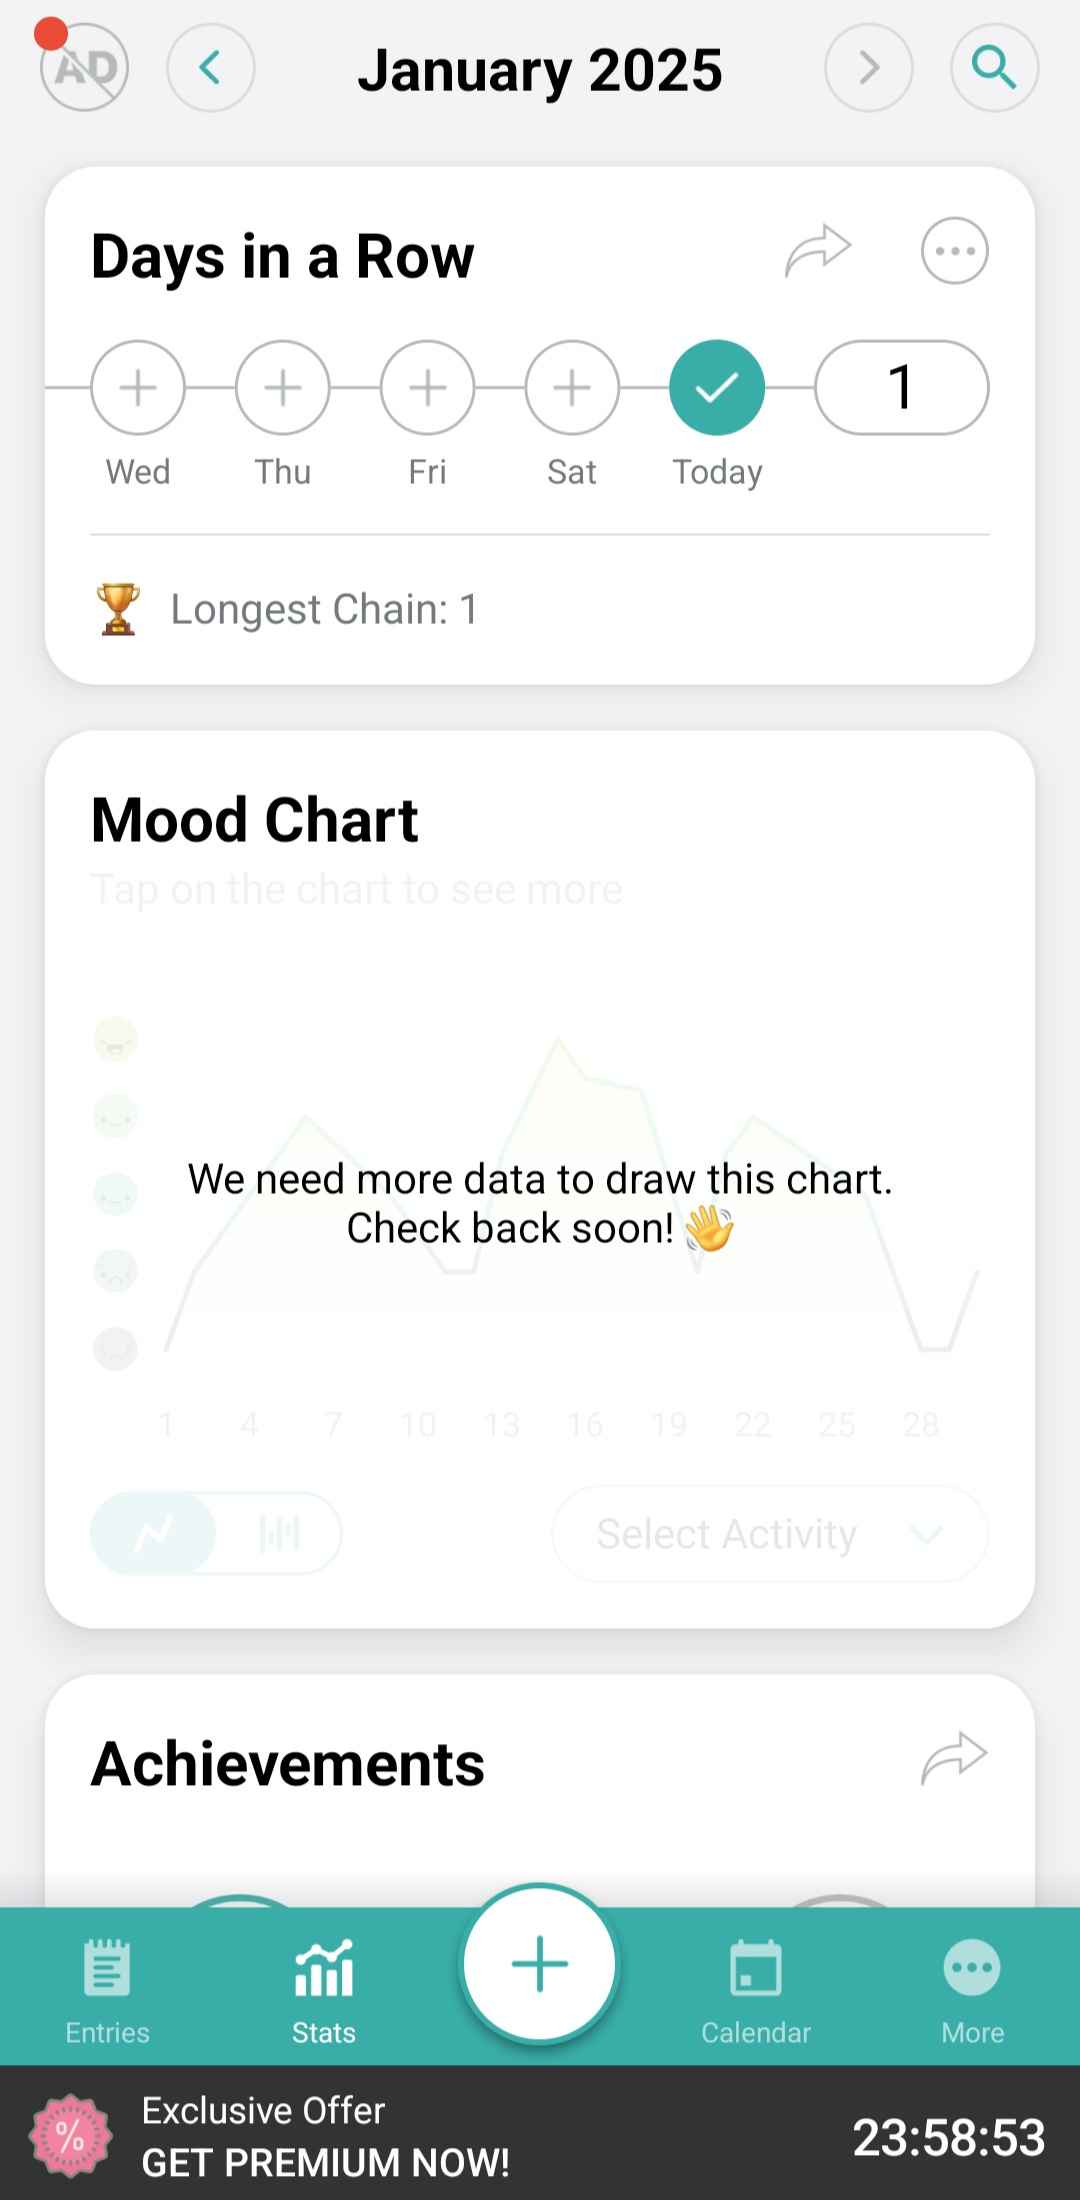 AD
January 2025
Days in a Row
1
Wed Thu Fri Sat Today
Longest Chain: 1
Mood Chart
Tap on the chart to see more
We need more data to draw this chart.
Check back soon!
1 4 7 10 13 16 19 22 25 28
Select Activity
Achievements
Entries Stats Calendar More
%
Exclusive Offer
GET PREMIUM NOW!
23:58:53